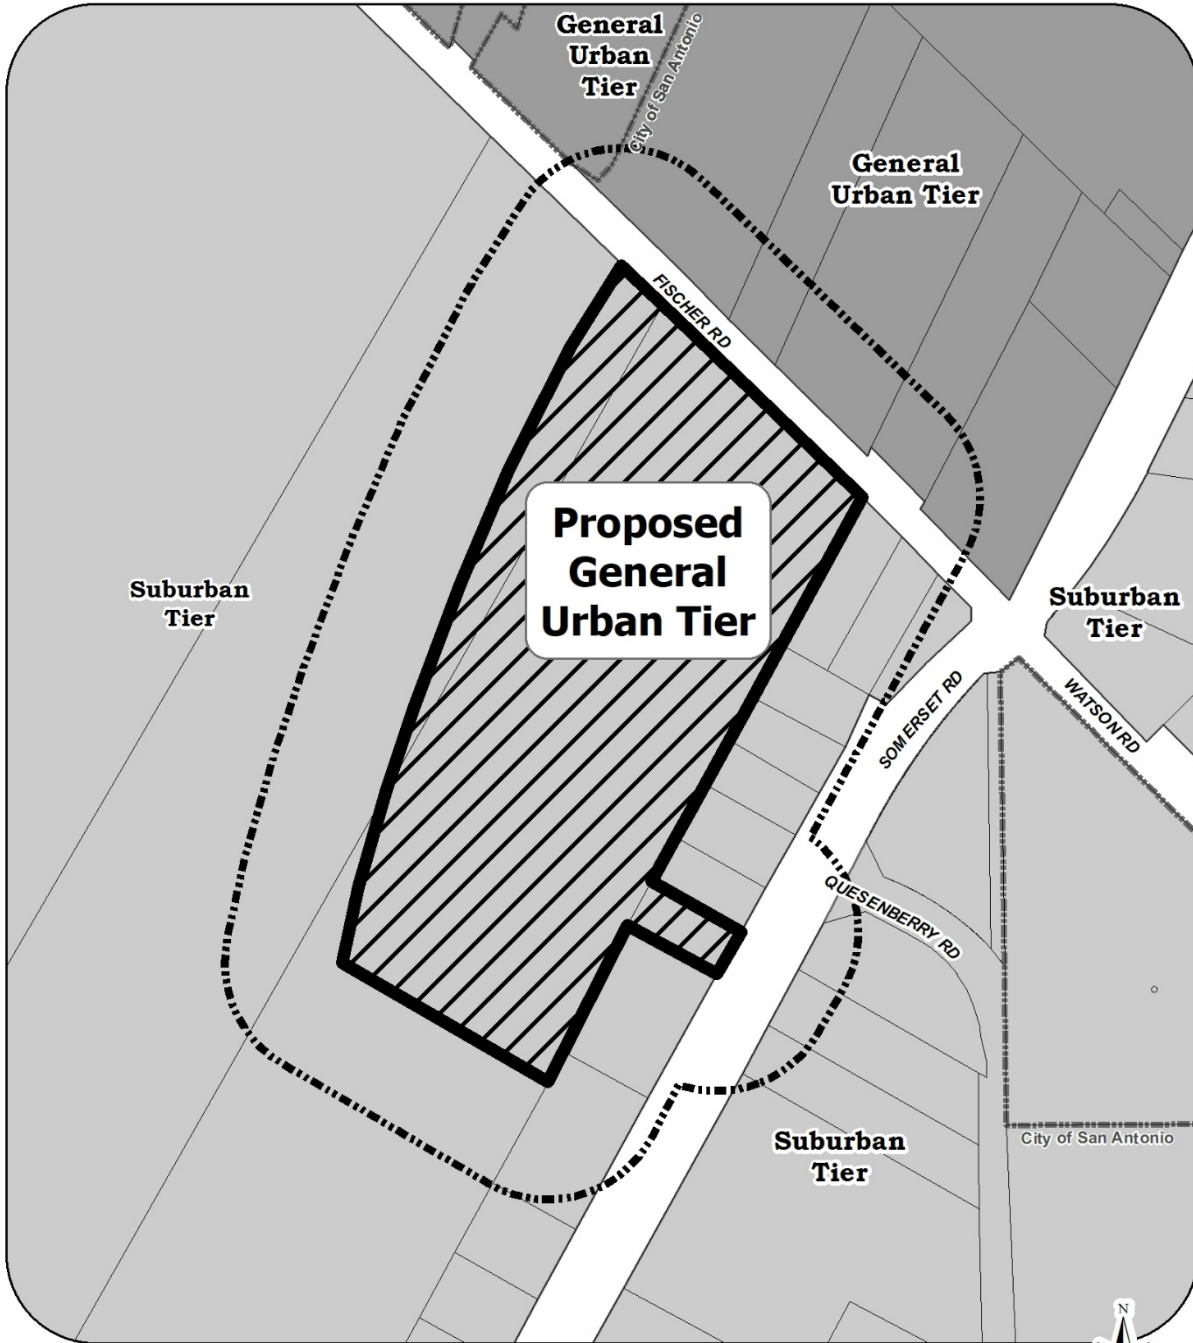 General
Urban
Tier
City of San Antonio
General
Urban Tier
FISCHER RD
Proposed
General
Urban Tier
Suburban
Tier
Suburban
Tier
SOMERSET RD
WATSON RD
QUESENBERRY RD
City of San Antonio
Suburban
Tier
N